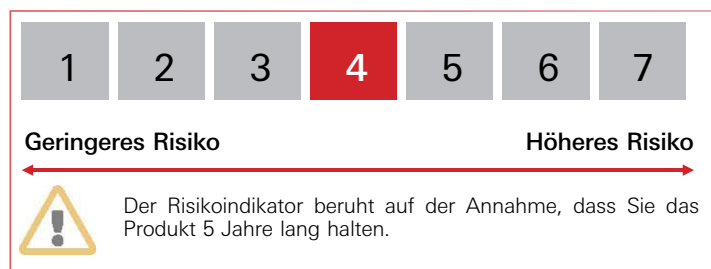 1 2 3 4 5 6 7
Geringeres Risiko Höheres Risiko
Der Risikoindikator beruht auf der Annahme, dass Sie das
Produkt 5 Jahre lang halten.